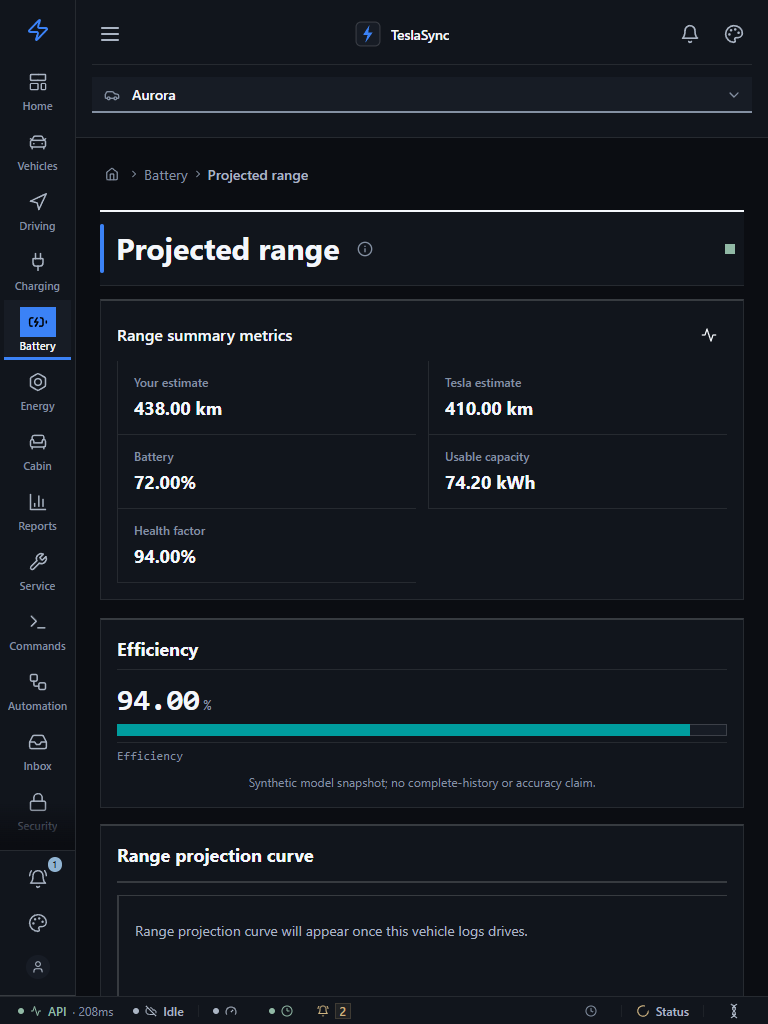 TeslaSync
Aurora
Home
Vehicles
Driving
Charging
Battery
Energy
Cabin
Reports
Service
Commands
Automation
Inbox
Security
1
Battery
Projected range
Projected range
Range summary metrics
Your estimate
438.00 km
Tesla estimate
410.00 km
Battery
72.00%
Usable capacity
74.20 kWh
Health factor
94.00%
Efficiency
94.00%
Efficiency
Synthetic model snapshot; no complete-history or accuracy claim.
Range projection curve
Range projection curve will appear once this vehicle logs drives.
API · 208ms
Idle
2
Status